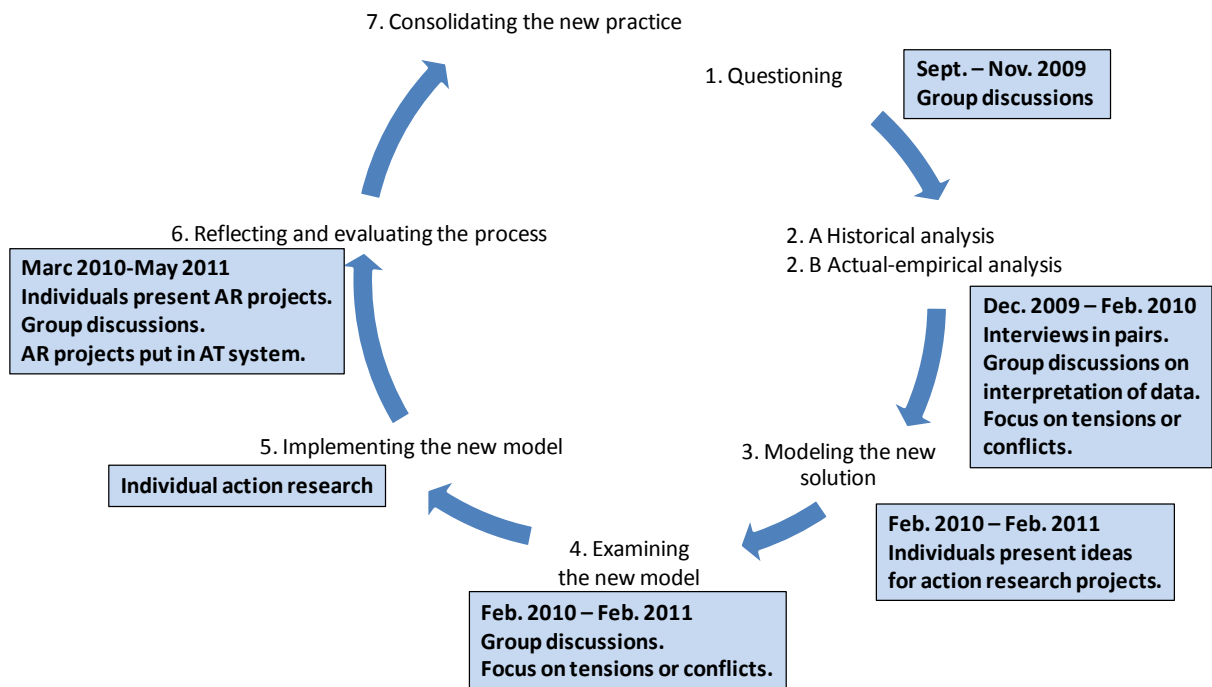 7. Consolidating the new practice
1. Questioning
Sept. – Nov. 2009
Group discussions
2. A Historical analysis
2. B Actual-empirical analysis
Dec. 2009 – Feb. 2010
Interviews in pairs.
Group discussions on
interpretation of data.
Focus on tensions or
conflicts.
3. Modeling the new
solution
Feb. 2010 – Feb. 2011
Individuals present ideas
for action research projects.
4. Examining
the new model
Feb. 2010 – Feb. 2011
Group discussions.
Focus on tensions or conflicts.
5. Implementing the new model
Individual action research
6. Reflecting and evaluating the process
Marc 2010-May 2011
Individuals present AR projects.
Group discussions.
AR projects put in AT system.